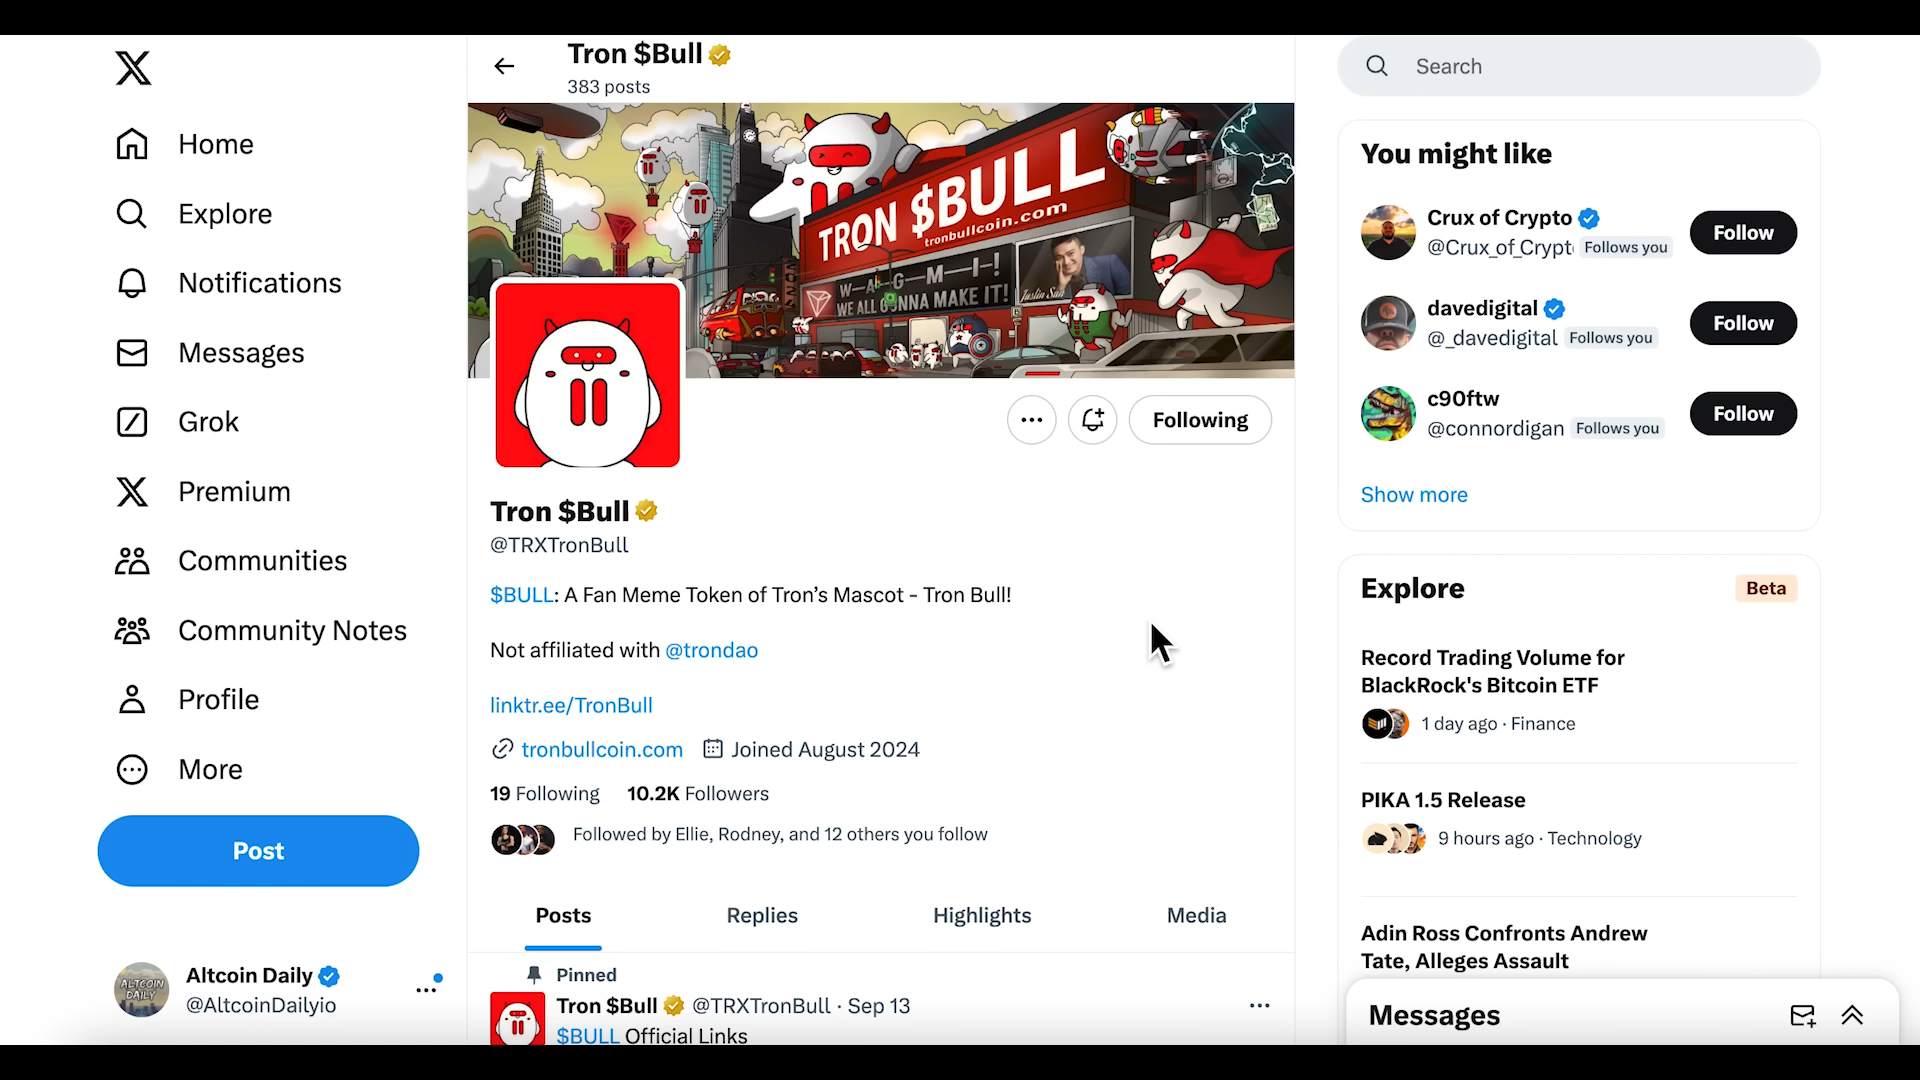 Home
Explore
Notifications
Messages
Grok
Premium
Communities
Community Notes
Profile
More
Post
ALTCOIN
DAILY
Altcoin Daily
@AltcoinDailyio
Tron $Bull
383 posts
TRON $BULL
tronbullcoin.com
W-A-G-M-I-!
WE ALL GONNA MAKE IT!
Justin Sun
Following
Tron $Bull
@TRXTronBull
$BULL: A Fan Meme Token of Tron’s Mascot - Tron Bull!
Not affiliated with @trondao
linktr.ee/TronBull
tronbullcoin.com Joined August 2024
19 Following 10.2K Followers
Followed by Ellie, Rodney, and 12 others you follow
Posts Replies Highlights Media
Pinned
Tron $Bull @TRXTronBull · Sep 13
$BULL Official Links
Search
You might like
Crux of Crypto
@Crux_of_Crypt Follows you
Follow
davedigital
@_davedigital Follows you
Follow
c90ftw
@connordigan Follows you
Follow
Show more
Explore Beta
Record Trading Volume for
BlackRock's Bitcoin ETF
1 day ago · Finance
PIKA 1.5 Release
9 hours ago · Technology
Adin Ross Confronts Andrew
Tate, Alleges Assault
Messages